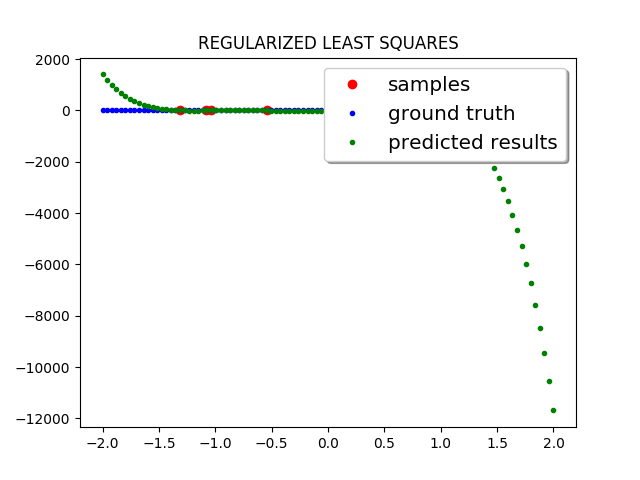 REGULARIZED LEAST SQUARES
samples
ground truth
predicted results
2000
0
−2000
−4000
−6000
−8000
−10000
−12000
−2.0 −1.5 −1.0 −0.5 0.0 0.5 1.0 1.5 2.0